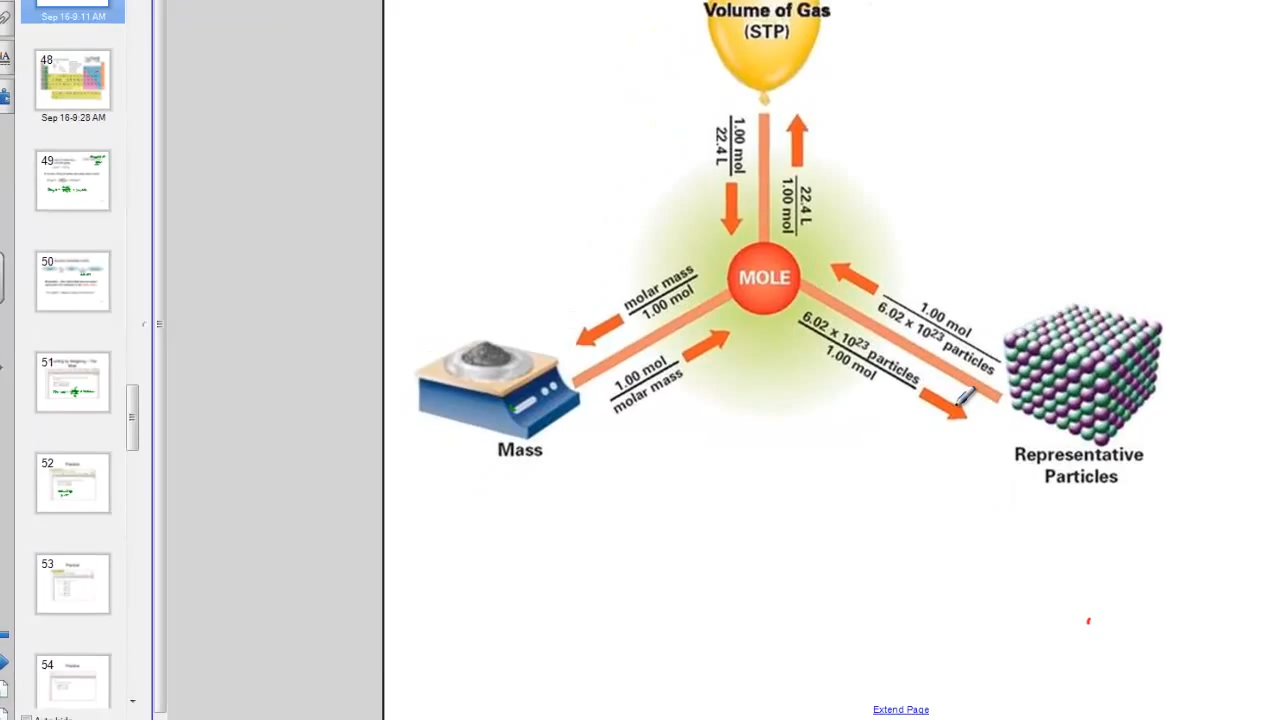 Sep 16-9:11 AM
48
Sep 16-9:28 AM
49
50
51
52
53
54
Volume of Gas
(STP)
1.00 mol
22.4 L
22.4 L
1.00 mol
MOLE
molar mass
1.00 mol
1.00 mol
molar mass
1.00 mol
6.02 x 10²³ particles
6.02 x 10²³ particles
1.00 mol
Mass
Representative
Particles
Extend Page